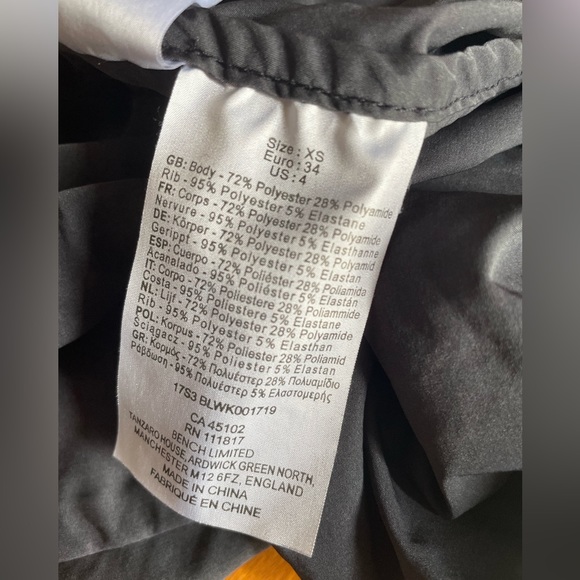 Size : XS
Euro : 34
US : 4
GB: Body - 72% Polyester 28% Polyamide
Rib - 95% Polyester 5% Elastane
FR: Corps - 72% Polyester 28% Polyamide
Nervure - 95% Polyester 5% Elasthanne
DE: Körper - 72% Polyester 28% Polyamid
Gerippt - 95% Polyester 5% Elastan
ESP: Cuerpo - 72% Poliéster 28% Poliamida
Acanalado - 95% Poliéster 5% Elastán
IT: Corpo - 72% Poliestere 28% Poliammide
Costa - 95% Poliestere 5% Elastane
NL: Lijf - 72% Polyester 28% Polyamide
Rib - 95% Polyester 5% Elasthan
POL: Korpus - 72% Poliester 28% Poliamid
Ściągacz - 95% Poliester 5% Elasthan
GR: Κορμός - 72% Πολυέστερ 28% Πολυαμίδιο
Ράβδωση - 95% Πολυέστερ 5% Ελαστομερής
17S3 BLWK001719
CA 45102
RN 111817
BENCH LIMITED
TANZARO HOUSE, ARDWICK GREEN NORTH,
MANCHESTER M12 6FZ, ENGLAND
MADE IN CHINA
FABRIQUÉ EN CHINE